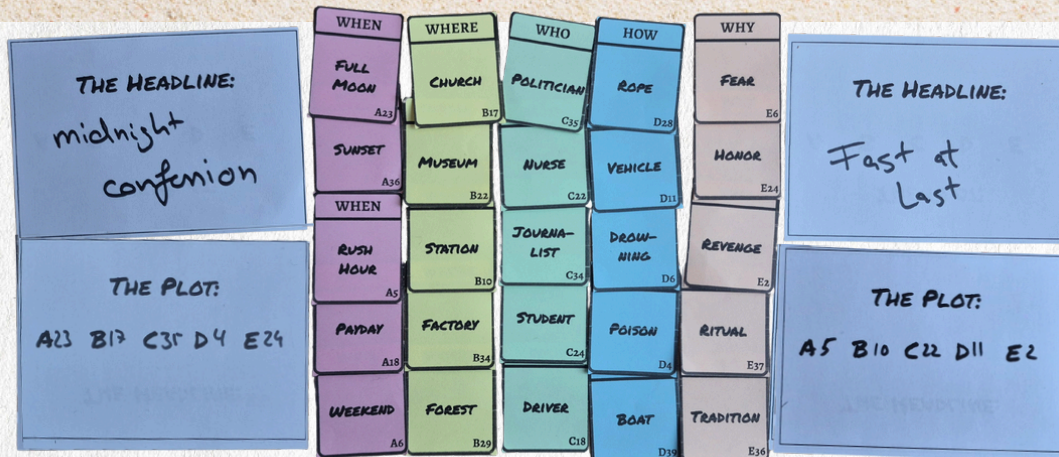 THE HEADLINE:
midnight
confession
THE PLOT:
A23 B17 C35 D4 E24
WHEN
FULL
MOON
A23
SUNSET
A36
WHEN
RUSH
HOUR
A5
PAYDAY
A18
WEEKEND
A6
WHERE
CHURCH
B17
MUSEUM
B22
STATION
B10
FACTORY
B34
FOREST
B29
WHO
POLITICIAN
C35
NURSE
C22
JOURNA-
LIST
C34
STUDENT
C24
DRIVER
C18
HOW
ROPE
D28
VEHICLE
D11
DROW-
NING
D6
POISON
D4
BOAT
D39
WHY
FEAR
E6
HONOR
E24
REVENGE
E2
RITUAL
E37
TRADITION
E36
THE HEADLINE:
Fast at
Last
THE PLOT:
A5 B10 C22 D11 E2